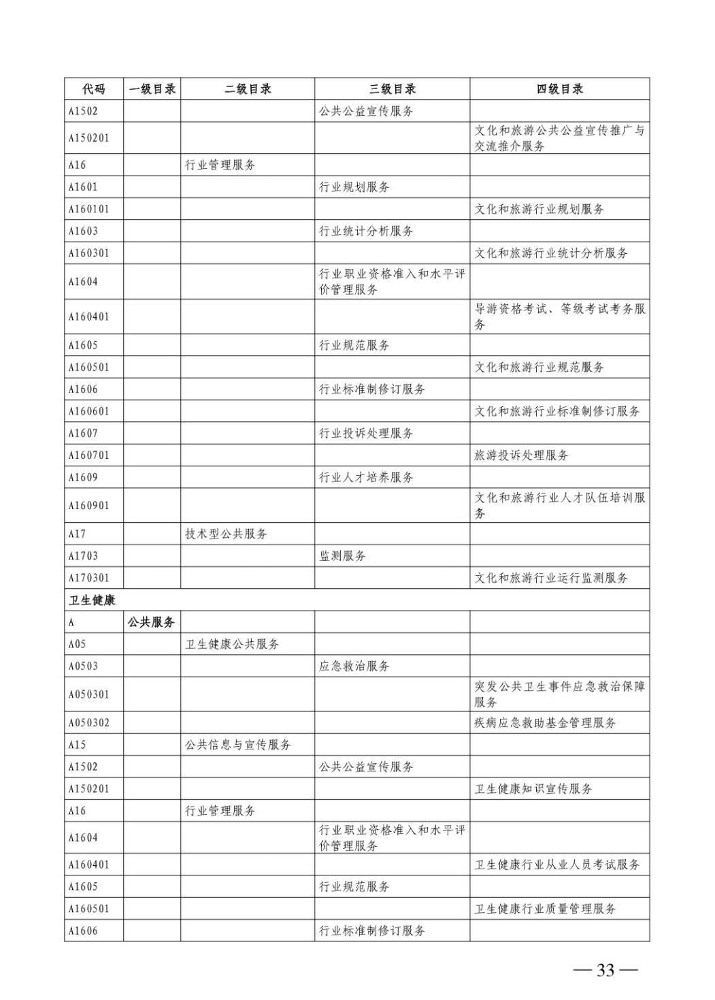 代码 一级目录 二级目录 三级目录 四级目录
A1502 公共公益宣传服务
A150201 文化和旅游公共公益宣传推广与
交流推介服务
A16 行业管理服务
A1601 行业规划服务
A160101 文化和旅游行业规划服务
A1603 行业统计分析服务
A160301 文化和旅游行业统计分析服务
A1604 行业职业资格准入和水平评
价管理服务
A160401 导游资格考试、等级考试考务服
务
A1605 行业规范服务
A160501 文化和旅游行业规范服务
A1606 行业标准制修订服务
A160601 文化和旅游行业标准制修订服务
A1607 行业投诉处理服务
A160701 旅游投诉处理服务
A1609 行业人才培养服务
A160901 文化和旅游行业人才队伍培训服
务
A17 技术型公共服务
A1703 监测服务
A170301 文化和旅游行业运行监测服务
卫生健康
A 公共服务
A05 卫生健康公共服务
A0503 应急救治服务
A050301 突发公共卫生事件应急救治保障
服务
A050302 疾病应急救助基金管理服务
A15 公共信息与宣传服务
A1502 公共公益宣传服务
A150201 卫生健康知识宣传服务
A16 行业管理服务
A1604 行业职业资格准入和水平评
价管理服务
A160401 卫生健康行业从业人员考试服务
A1605 行业规范服务
A160501 卫生健康行业质量管理服务
A1606 行业标准制修订服务
— 33 —